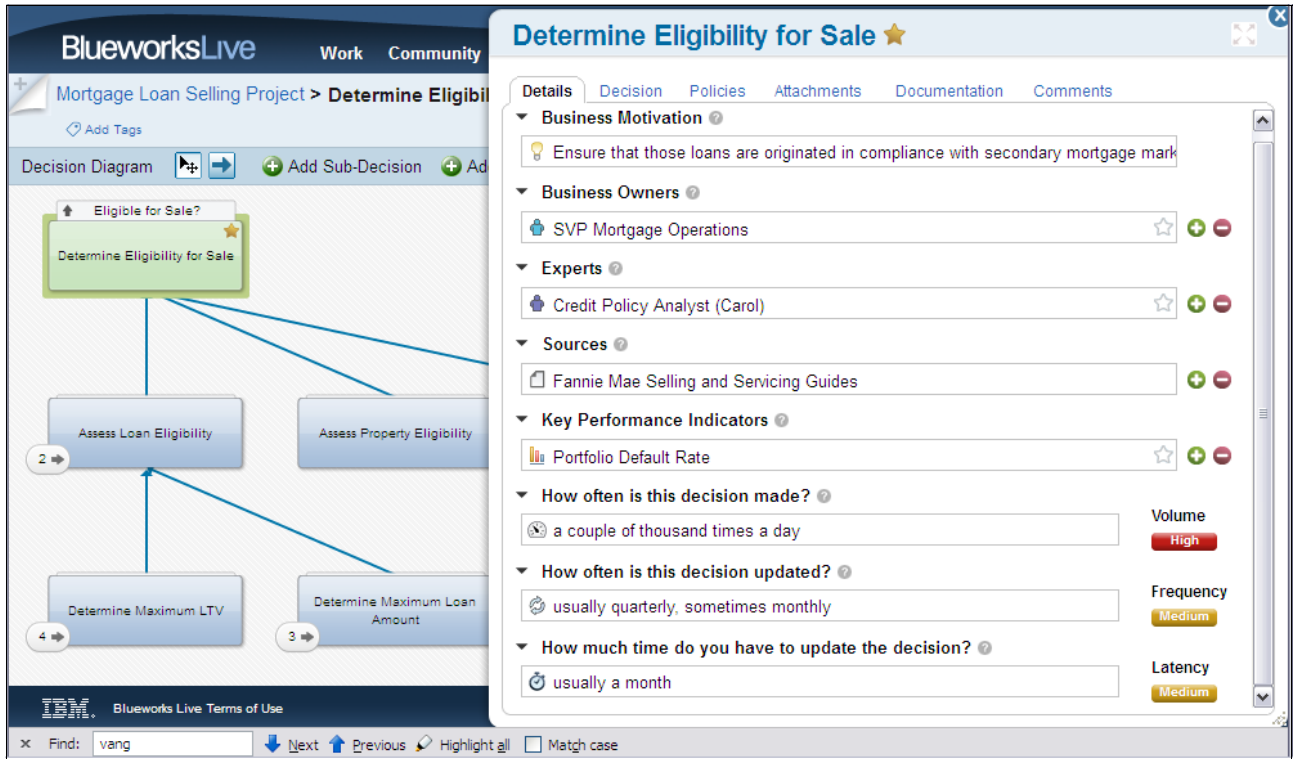 BlueworksLive
Work Community
Mortgage Loan Selling Project > Determine Eligibil
Add Tags
Decision Diagram
Add Sub-Decision
Ad
Eligible for Sale?
Determine Eligibility for Sale
Assess Loan Eligibility
2
Assess Property Eligibility
Determine Maximum LTV
4
Determine Maximum Loan
Amount
3
IBM.
Blueworks Live Terms of Use
Determine Eligibility for Sale
Details Decision Policies Attachments Documentation Comments
Business Motivation
Ensure that those loans are originated in compliance with secondary mortgage mark
Business Owners
SVP Mortgage Operations
Experts
Credit Policy Analyst (Carol)
Sources
Fannie Mae Selling and Servicing Guides
Key Performance Indicators
Portfolio Default Rate
How often is this decision made?
a couple of thousand times a day
Volume
High
How often is this decision updated?
usually quarterly, sometimes monthly
Frequency
Medium
How much time do you have to update the decision?
usually a month
Latency
Medium
x Find: vang Next Previous Highlight all Match case